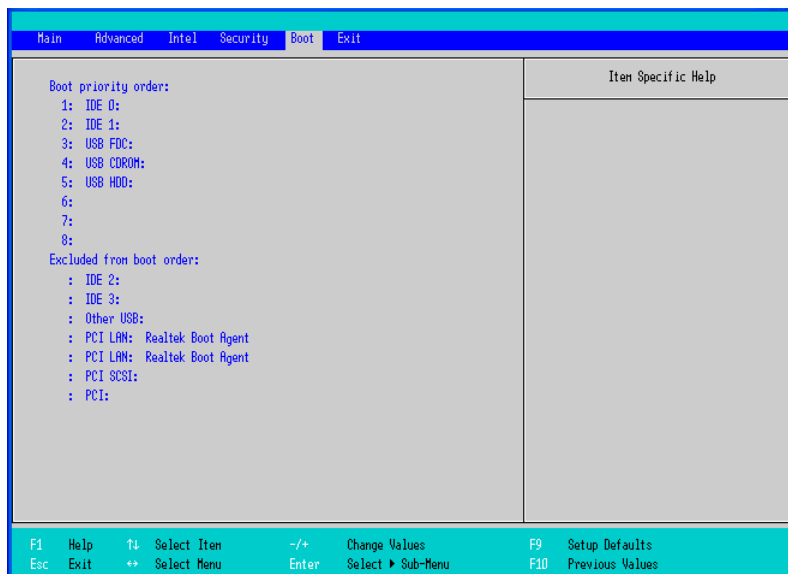 Main Advanced Intel Security Boot Exit
Item Specific Help
Boot priority order:
1: IDE 0:
2: IDE 1:
3: USB FDC:
4: USB CDROM:
5: USB HDD:
6:
7:
8:
Excluded from boot order:
: IDE 2:
: IDE 3:
: Other USB:
: PCI LAN: Realtek Boot Agent
: PCI LAN: Realtek Boot Agent
: PCI SCSI:
: PCI:
F1 Help ↑↓ Select Item -/+ Change Values F9 Setup Defaults
Esc Exit ↔ Select Menu Enter Select ▶ Sub-Menu F10 Previous Values